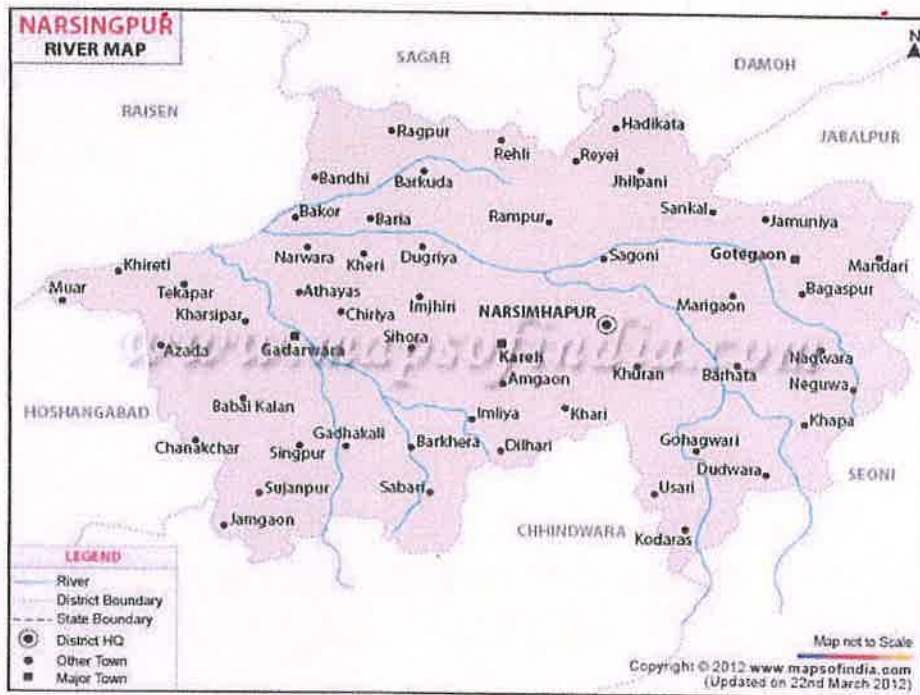 NARSINGPUR
RIVER MAP
N
SAGAR
DAMOH
RAISEN
JABALPUR
Hadikata
Ragpur
Rehli
Reyei
Jhilpani
Bandhi
Barkuda
Bakor
Baria
Rampur
Sankal
Jamuniya
Narwara
Kheri
Dugriya
Sagoni
Gotegaon
Mandari
Khireti
Muar
Tekapar
Athayas
Imjhiri
Marigaon
Bagaspur
Kharsipar
Chiriya
NARSIMHAPUR
www.mapsofindia.com
Azada
Gadarwara
Sihora
Kareli
Nagwara
Amgaon
Khuran
Barhata
Neguwa
HOSHANGABAD
Babai Kalan
Imliya
Khari
Khapa
Chanakchar
Singpur
Gadhakali
Barkhera
Dilhari
Gohagwari
Dudwara
SEONI
Sujanpur
Sabari
Usari
Jamgaon
CHHINDWARA
Kodaras
LEGEND
River
District Boundary
State Boundary
District HQ
Other Town
Major Town
Map not to Scale
Copyright © 2012 www.mapsofindia.com
(Updated on 22nd March 2012)